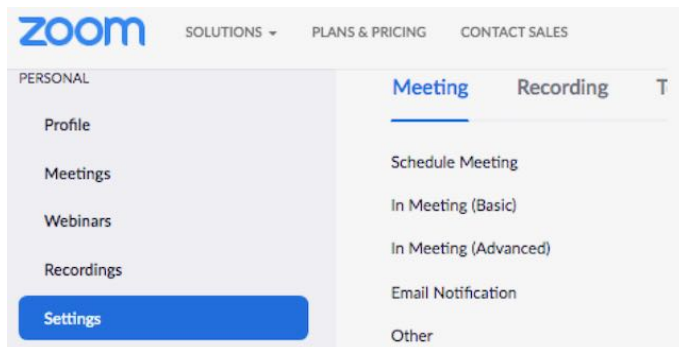 zoom SOLUTIONS PLANS & PRICING CONTACT SALES
PERSONAL
Profile
Meetings
Webinars
Recordings
Settings
Meeting Recording
Schedule Meeting
In Meeting (Basic)
In Meeting (Advanced)
Email Notification
Other